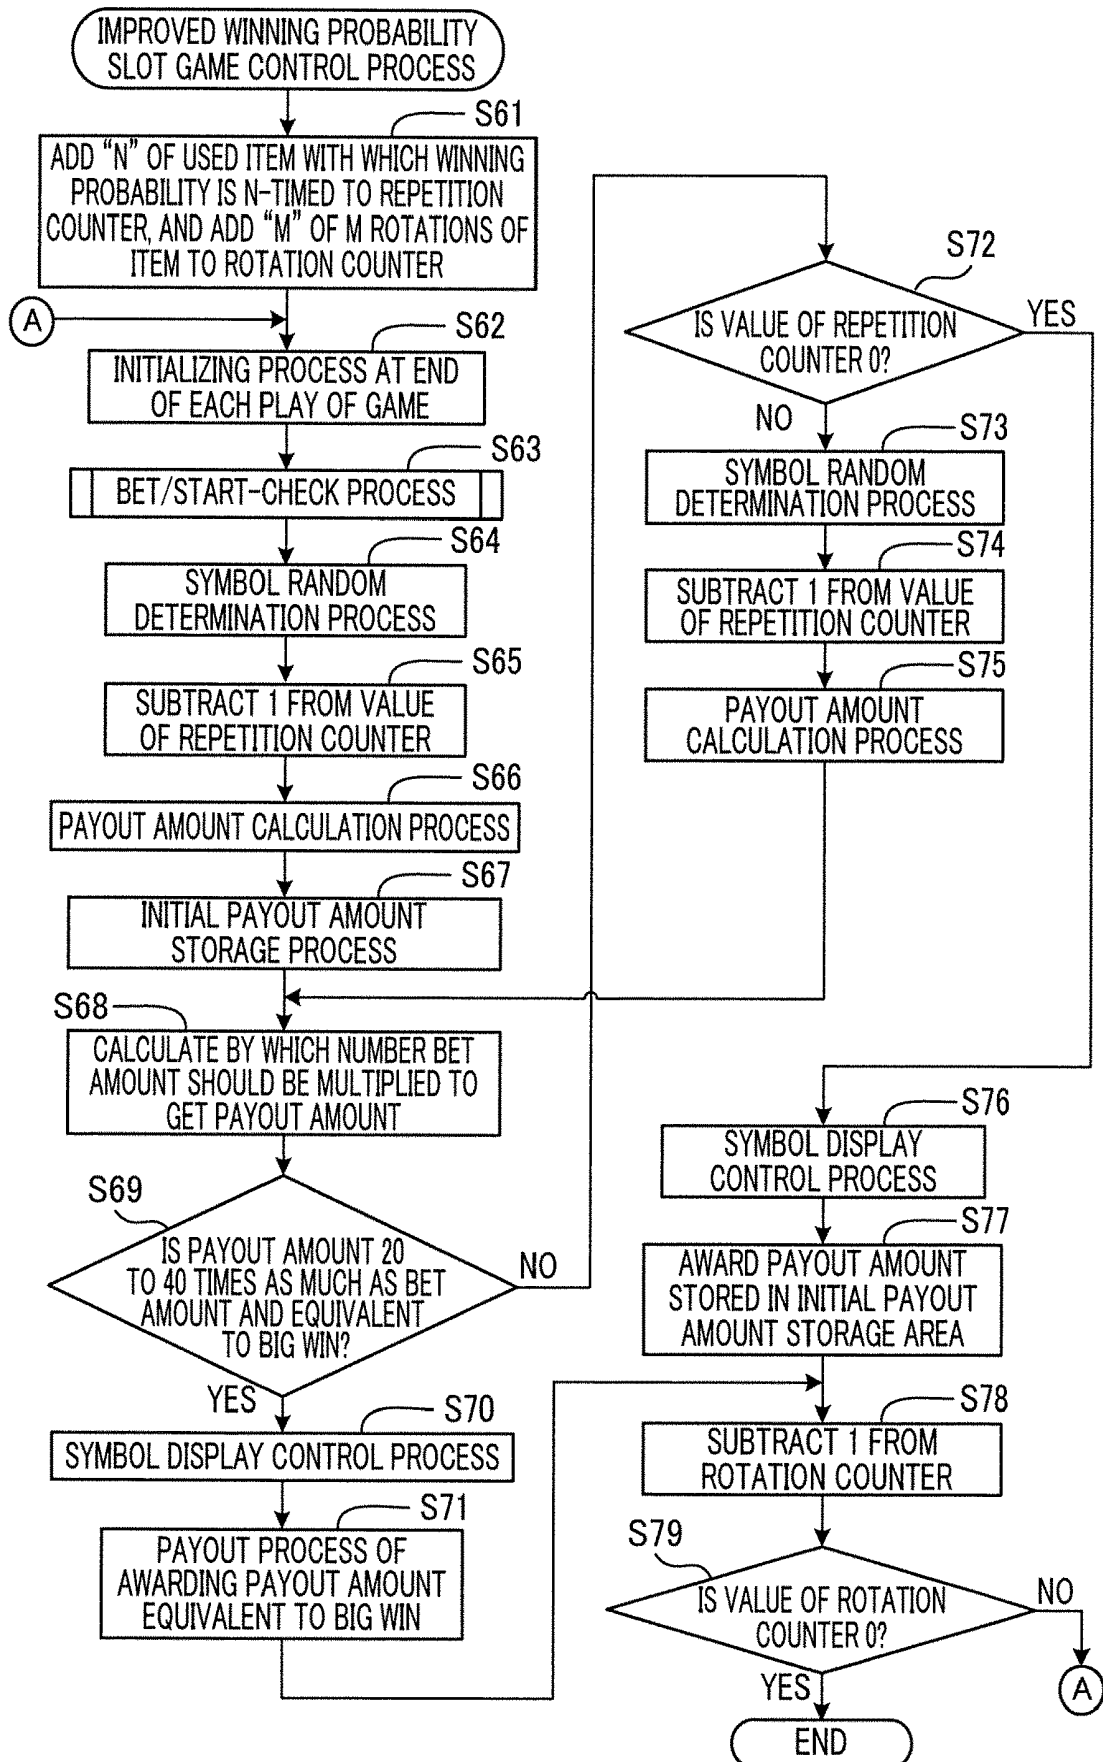 IMPROVED WINNING PROBABILITY
SLOT GAME CONTROL PROCESS
S61
ADD “N” OF USED ITEM WITH WHICH WINNING
PROBABILITY IS N-TIMED TO REPETITION
COUNTER, AND ADD “M” OF M ROTATIONS OF
ITEM TO ROTATION COUNTER
A
S62
INITIALIZING PROCESS AT END
OF EACH PLAY OF GAME
S63
BET/START-CHECK PROCESS
S64
SYMBOL RANDOM
DETERMINATION PROCESS
S65
SUBTRACT 1 FROM VALUE
OF REPETITION COUNTER
S66
PAYOUT AMOUNT CALCULATION PROCESS
S67
INITIAL PAYOUT AMOUNT
STORAGE PROCESS
S68
CALCULATE BY WHICH NUMBER BET
AMOUNT SHOULD BE MULTIPLIED TO
GET PAYOUT AMOUNT
S69
IS PAYOUT AMOUNT 20
TO 40 TIMES AS MUCH AS BET
AMOUNT AND EQUIVALENT
TO BIG WIN?
NO
YES
S70
SYMBOL DISPLAY CONTROL PROCESS
S71
PAYOUT PROCESS OF
AWARDING PAYOUT AMOUNT
EQUIVALENT TO BIG WIN
S72
IS VALUE OF REPETITION
COUNTER 0?
YES
NO
S73
SYMBOL RANDOM
DETERMINATION PROCESS
S74
SUBTRACT 1 FROM VALUE
OF REPETITION COUNTER
S75
PAYOUT AMOUNT
CALCULATION PROCESS
S76
SYMBOL DISPLAY
CONTROL PROCESS
S77
AWARD PAYOUT AMOUNT
STORED IN INITIAL PAYOUT
AMOUNT STORAGE AREA
S78
SUBTRACT 1 FROM
ROTATION COUNTER
S79
IS VALUE OF ROTATION
COUNTER 0?
NO
A
YES
END